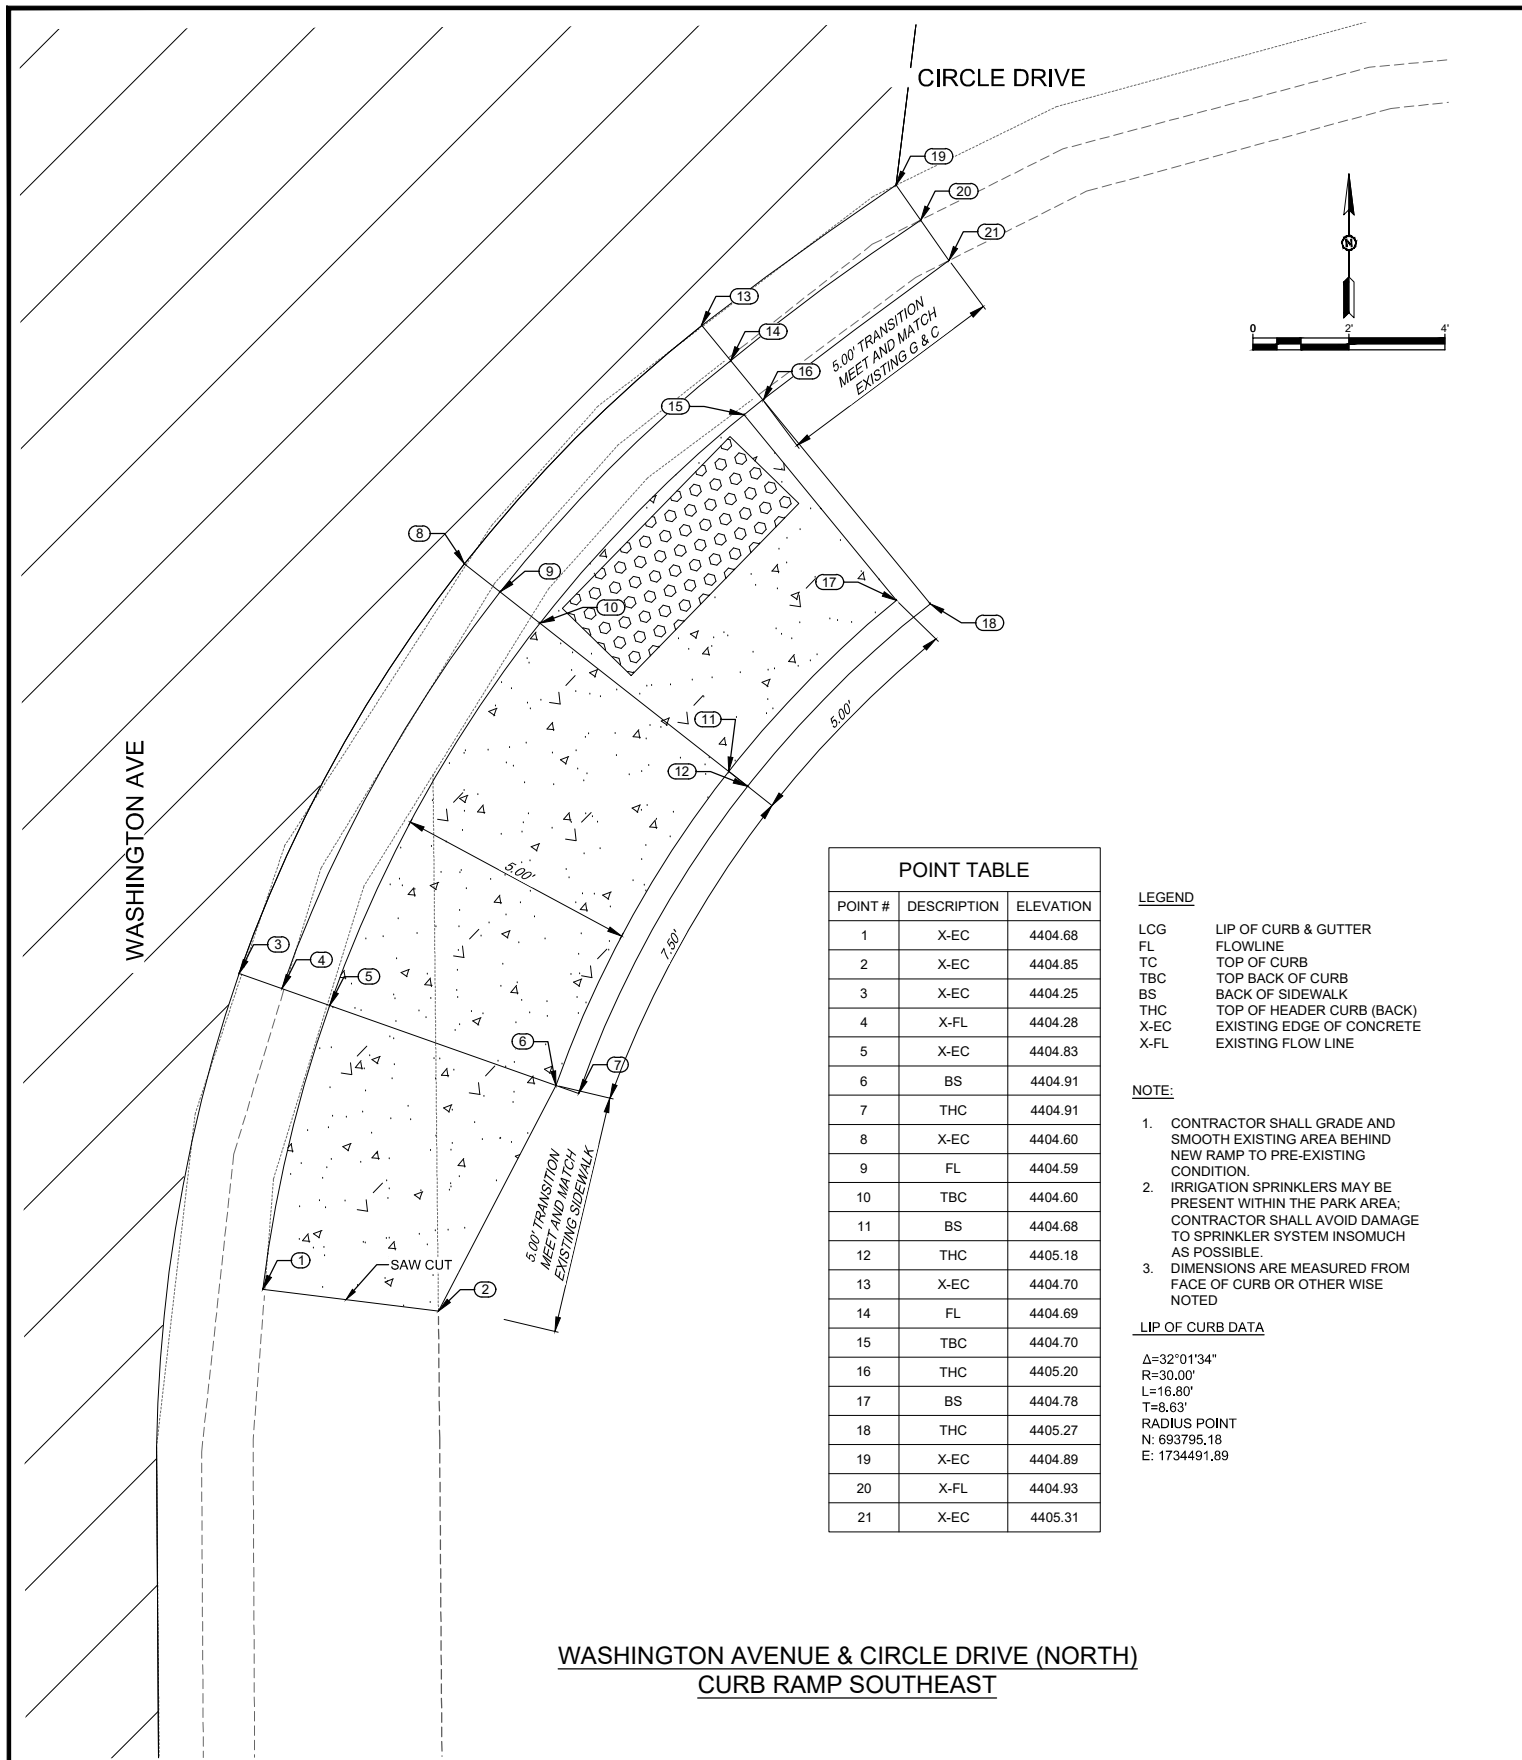 CIRCLE DRIVE
19
20
21
N
0 2' 4'
13
14
16
15
5.00' TRANSITION
MEET AND MATCH
EXISTING G & C
8
9
10
17
18
11
12
5.00'
WASHINGTON AVE
5.00'
7.50'
3
4
5
6
7
5.00' TRANSITION
MEET AND MATCH
EXISTING SIDEWALK
1
SAW CUT
2
POINT TABLE
POINT # DESCRIPTION ELEVATION
1 X-EC 4404.68
2 X-EC 4404.85
3 X-EC 4404.25
4 X-FL 4404.28
5 X-EC 4404.83
6 BS 4404.91
7 THC 4404.91
8 X-EC 4404.60
9 FL 4404.59
10 TBC 4404.60
11 BS 4404.68
12 THC 4405.18
13 X-EC 4404.70
14 FL 4404.69
15 TBC 4404.70
16 THC 4405.20
17 BS 4404.78
18 THC 4405.27
19 X-EC 4404.89
20 X-FL 4404.93
21 X-EC 4405.31
LEGEND
LCG LIP OF CURB & GUTTER
FL FLOWLINE
TC TOP OF CURB
TBC TOP BACK OF CURB
BS BACK OF SIDEWALK
THC TOP OF HEADER CURB (BACK)
X-EC EXISTING EDGE OF CONCRETE
X-FL EXISTING FLOW LINE
NOTE:
1. CONTRACTOR SHALL GRADE AND
SMOOTH EXISTING AREA BEHIND
NEW RAMP TO PRE-EXISTING
CONDITION.
2. IRRIGATION SPRINKLERS MAY BE
PRESENT WITHIN THE PARK AREA;
CONTRACTOR SHALL AVOID DAMAGE
TO SPRINKLER SYSTEM INSOMUCH
AS POSSIBLE.
3. DIMENSIONS ARE MEASURED FROM
FACE OF CURB OR OTHER WISE
NOTED
LIP OF CURB DATA
Δ=32°01'34"
R=30.00'
L=16.80'
T=8.63'
RADIUS POINT
N: 693795.18
E: 1734491.89
WASHINGTON AVENUE & CIRCLE DRIVE (NORTH)
CURB RAMP SOUTHEAST